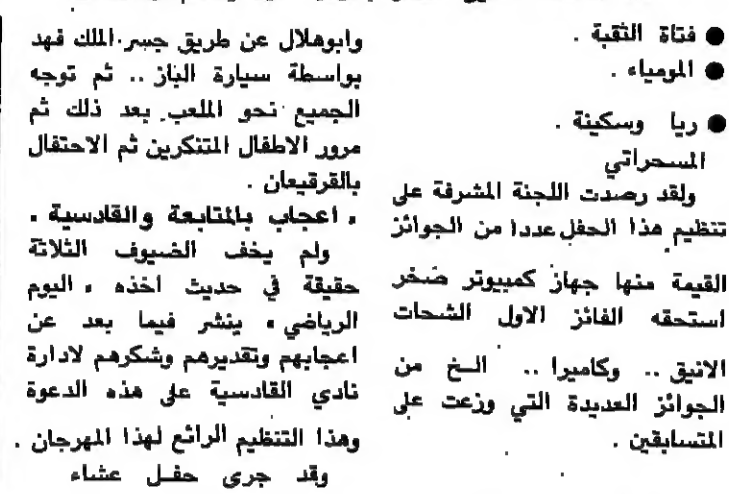 ● فتاة الثقبة .
● المومياء .
● ريا وسكينة .
المسحراتي
ولقد رصدت اللجنة المشرفة على
تنظيم هذا الحفل عددا من الجوائز
القيمة منها جهاز كمبيوتر صخر
استحقه الفائز الاول الشحات
الانيق .. وكاميرا .. الخ من
الجوائز العديدة التي وزعت على
المتسابقين .
وابوهلال عن طريق جسر الملك فهد
بواسطة سيارة الباز .. ثم توجه
الجميع نحو الملعب بعد ذلك ثم
مرور الاطفال المتنكرين ثم الاحتفال
بالقرقيعان .
• اعجاب بالمتابعة والقادسية •
ولم يخف الضيوف الثلاثة
حقيقة في حديث اخذه • اليوم
الرياضي • ينشر فيما بعد عن
اعجابهم وتقديرهم وشكرهم لادارة
نادي القادسية على هذه الدعوة
وهذا التنظيم الرائع لهذا المهرجان .
وقد جرى حفل عشاء